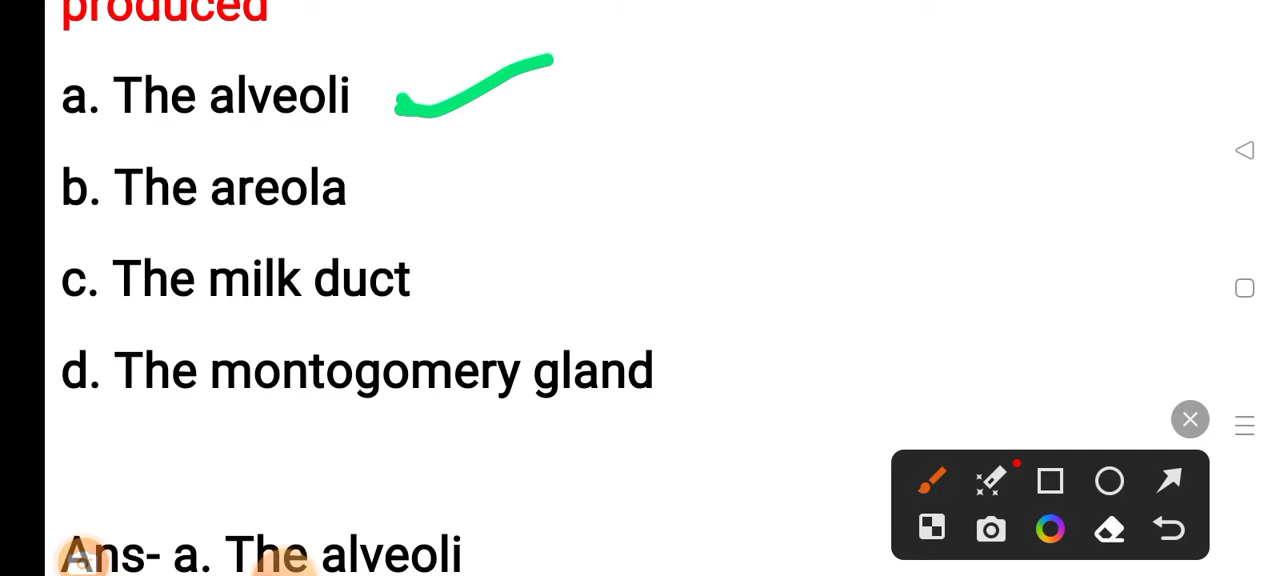 produced
a. The alveoli
b. The areola
c. The milk duct
d. The montogomery gland
Ans- a. The alveoli